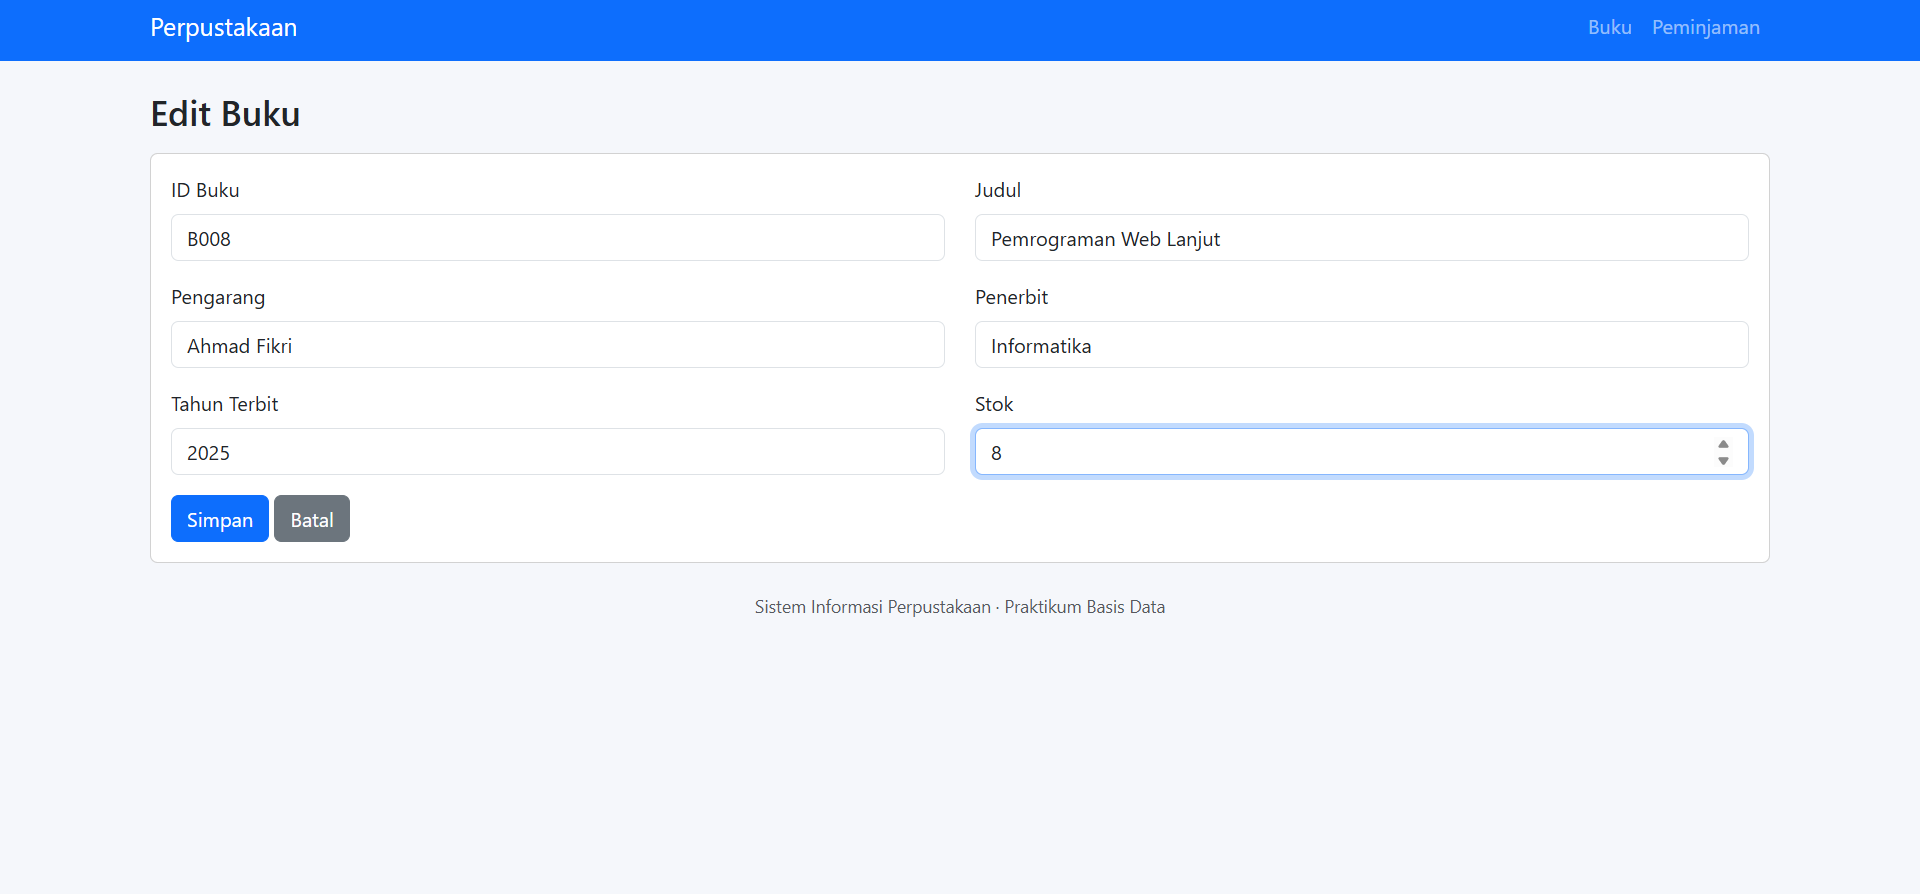 Perpustakaan
Buku Peminjaman
Edit Buku
ID Buku
B008
Judul
Pemrograman Web Lanjut
Pengarang
Ahmad Fikri
Penerbit
Informatika
Tahun Terbit
2025
Stok
8
Simpan Batal
Sistem Informasi Perpustakaan · Praktikum Basis Data